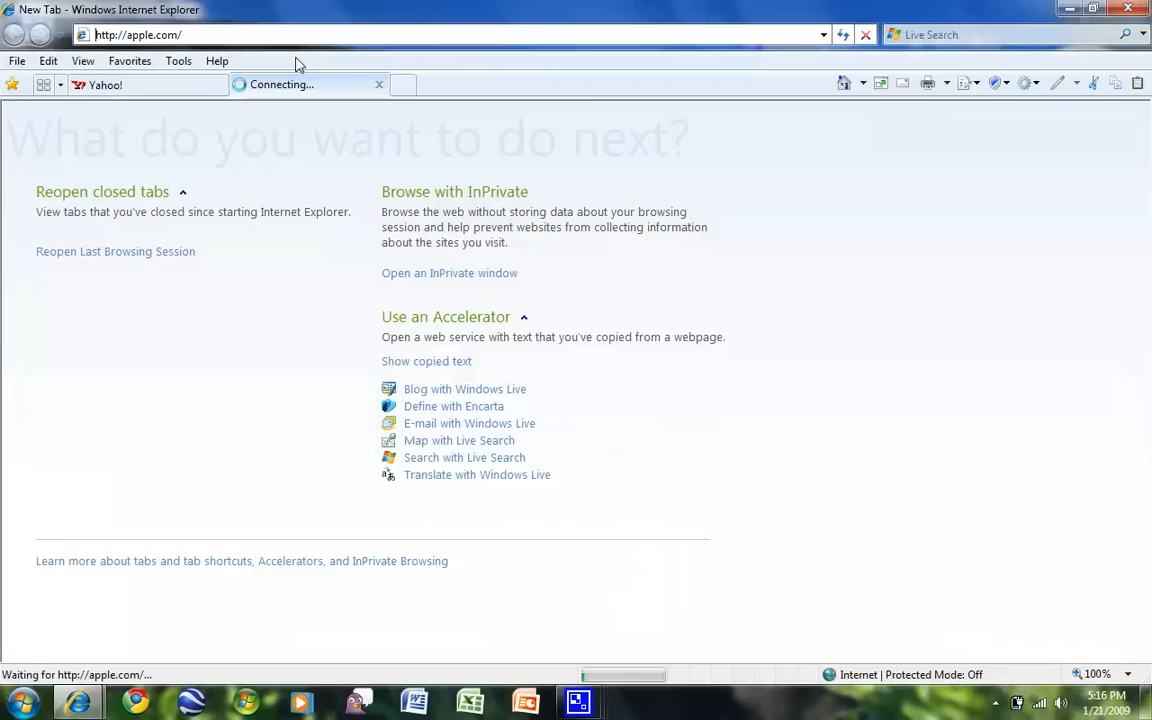 New Tab - Windows Internet Explorer
http://apple.com/
Live Search
File Edit View Favorites Tools Help
Yahoo!
Connecting...
What do you want to do next?
Reopen closed tabs
View tabs that you've closed since starting Internet Explorer.
Reopen Last Browsing Session
Browse with InPrivate
Browse the web without storing data about your browsing
session and help prevent websites from collecting information
about the sites you visit.
Open an InPrivate window
Use an Accelerator
Open a web service with text that you've copied from a webpage.
Show copied text
Blog with Windows Live
Define with Encarta
E-mail with Windows Live
Map with Live Search
Search with Live Search
Translate with Windows Live
Learn more about tabs and tab shortcuts, Accelerators, and InPrivate Browsing
Waiting for http://apple.com/...
Internet | Protected Mode: Off
100%
5:16 PM
1/21/2009